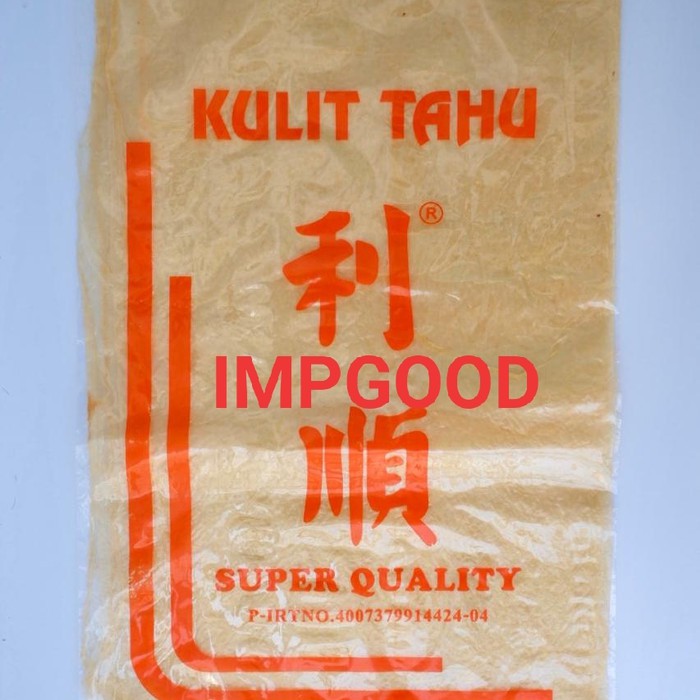 KULIT TAHU
利®
IMPGOOD
順
SUPER QUALITY
P-IRTNO.4007379914424-04